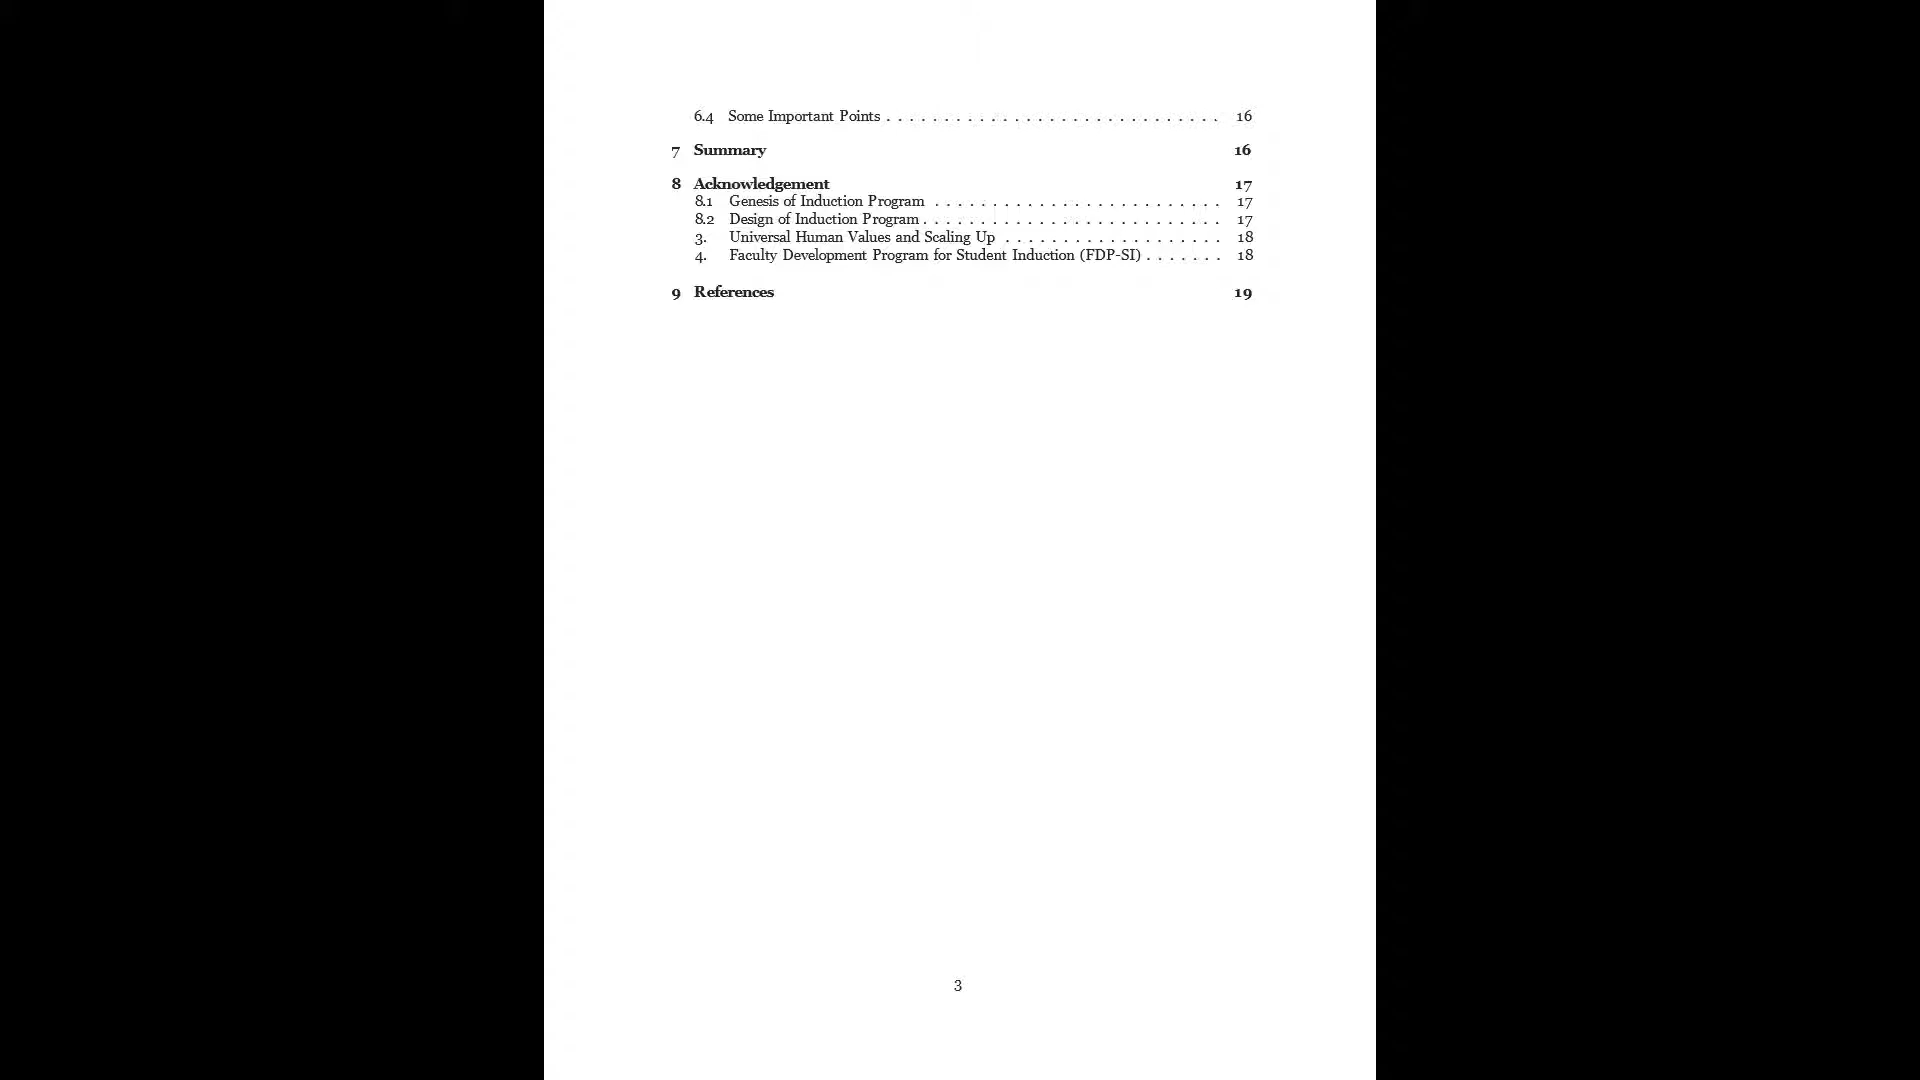 6.4 Some Important Points . . . . . . . . . . . . . . . . . . . . . . . . . . . . . 16
7 Summary 16
8 Acknowledgement 17
8.1 Genesis of Induction Program . . . . . . . . . . . . . . . . . . . . . . . . . 17
8.2 Design of Induction Program . . . . . . . . . . . . . . . . . . . . . . . . . . 17
3. Universal Human Values and Scaling Up . . . . . . . . . . . . . . . . . . . 18
4. Faculty Development Program for Student Induction (FDP-SI) . . . . . . . 18
9 References 19
3